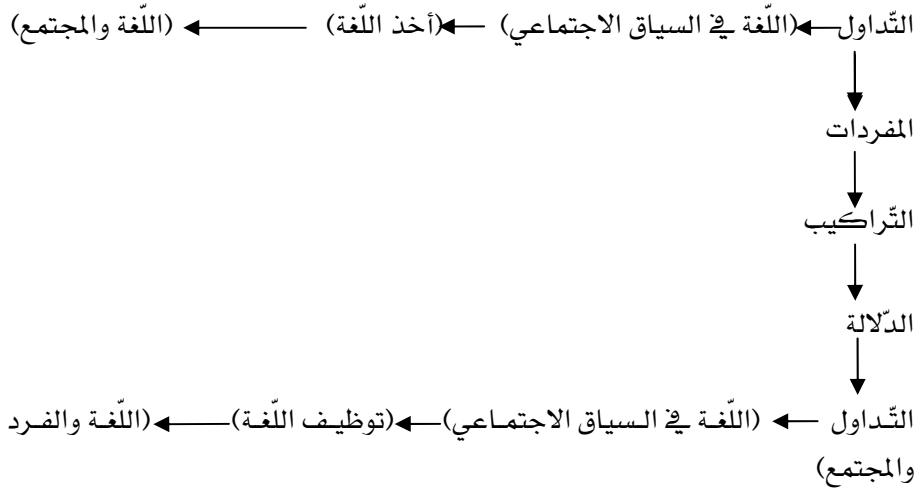 التّداول (اللّغة في السياق الاجتماعي) (أخذ اللّغة) (اللّغة والمجتمع)
المفردات
التّراكيب
الدّلالة
التّداول (اللّغة في السياق الاجتماعي) (توظيف اللّغة) (اللّغة والفرد
والمجتمع)